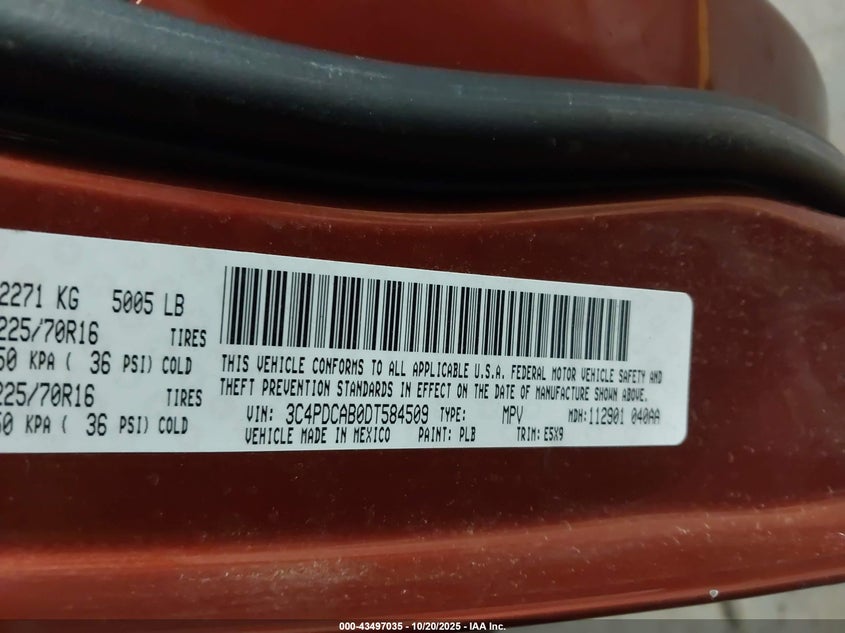 2271 KG 5005 LB
225/70R16 TIRES
50 KPA ( 36 PSI) COLD
225/70R16 TIRES
50 KPA ( 36 PSI) COLD
THIS VEHICLE CONFORMS TO ALL APPLICABLE U.S.A. FEDERAL MOTOR VEHICLE SAFETY AND
THEFT PREVENTION STANDARDS IN EFFECT ON THE DATE OF MANUFACTURE SHOWN ABOVE.
VIN: 3C4PDCAB0DT584509 TYPE: MPV MDH:112901 040AA
VEHICLE MADE IN MEXICO PAINT: PLB TRIM: E5X9
000-43497035 - 10/20/2025 - IAA Inc.